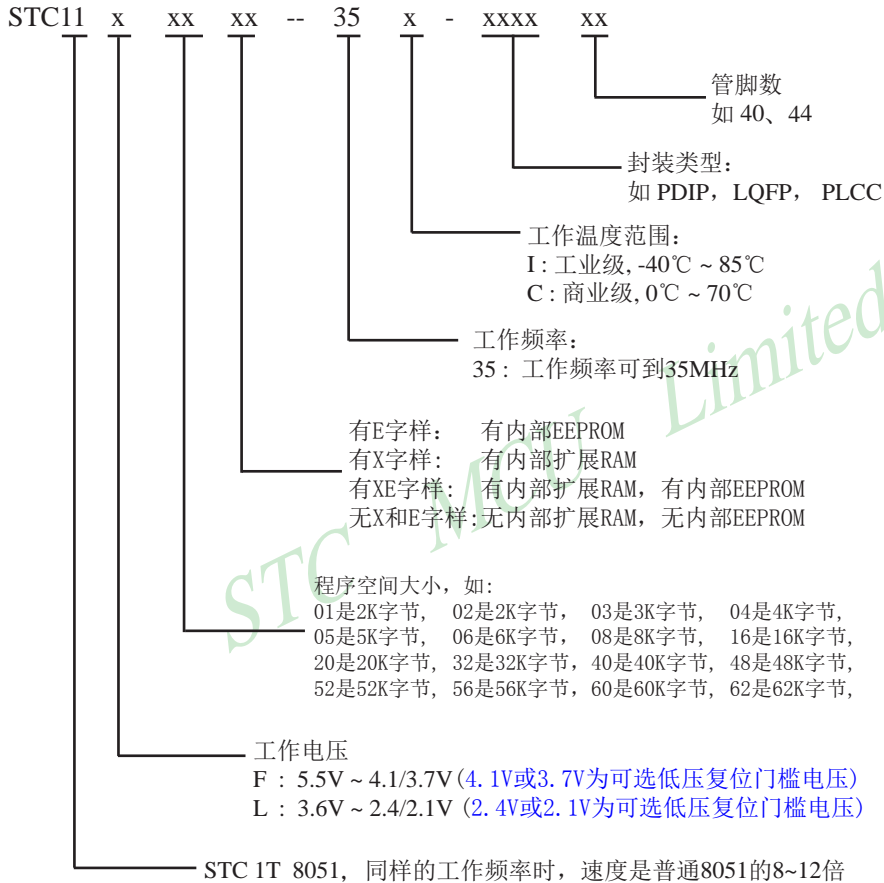 STC11 x xx xx -- 35 x - xxxx xx
管脚数
如 40、44
封装类型：
如 PDIP，LQFP， PLCC
工作温度范围：
I : 工业级, -40℃ ~ 85℃
C : 商业级, 0℃ ~ 70℃
工作频率：
35 : 工作频率可到35MHz
有E字样： 有内部EEPROM
有X字样: 有内部扩展RAM
有XE字样: 有内部扩展RAM，有内部EEPROM
无X和E字样:无内部扩展RAM，无内部EEPROM
程序空间大小，如:
01是2K字节, 02是2K字节， 03是3K字节, 04是4K字节,
05是5K字节, 06是6K字节， 08是8K字节, 16是16K字节,
20是20K字节, 32是32K字节，40是40K字节, 48是48K字节,
52是52K字节, 56是56K字节，60是60K字节, 62是62K字节,
工作电压
F : 5.5V ~ 4.1/3.7V(4.1V或3.7V为可选低压复位门槛电压)
L : 3.6V ~ 2.4/2.1V (2.4V或2.1V为可选低压复位门槛电压)
STC 1T 8051, 同样的工作频率时，速度是普通8051的8~12倍
STC MCU Limited